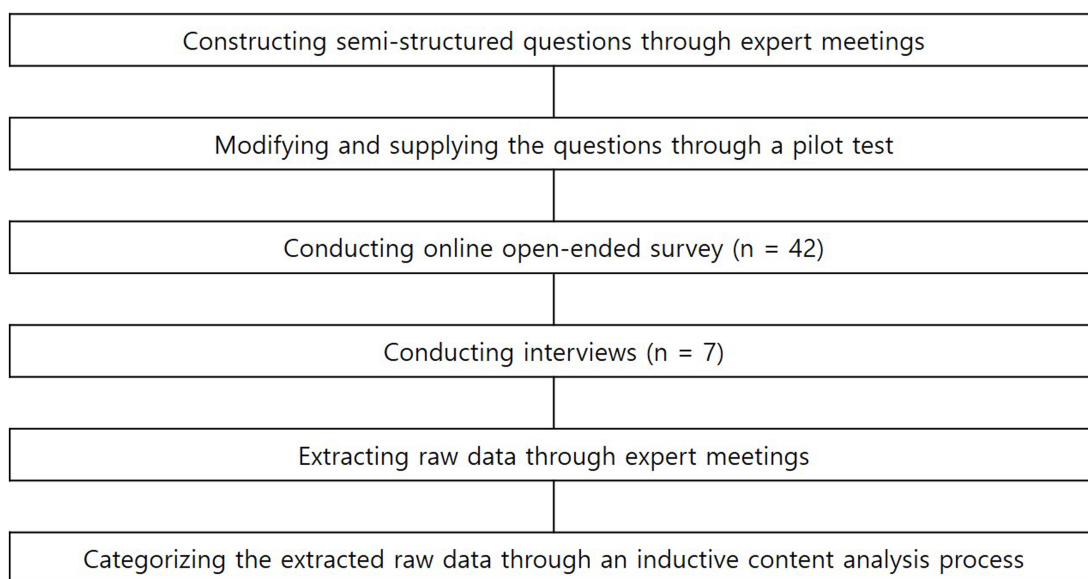 Constructing semi-structured questions through expert meetings
Modifying and supplying the questions through a pilot test
Conducting online open-ended survey (n = 42)
Conducting interviews (n = 7)
Extracting raw data through expert meetings
Categorizing the extracted raw data through an inductive content analysis process